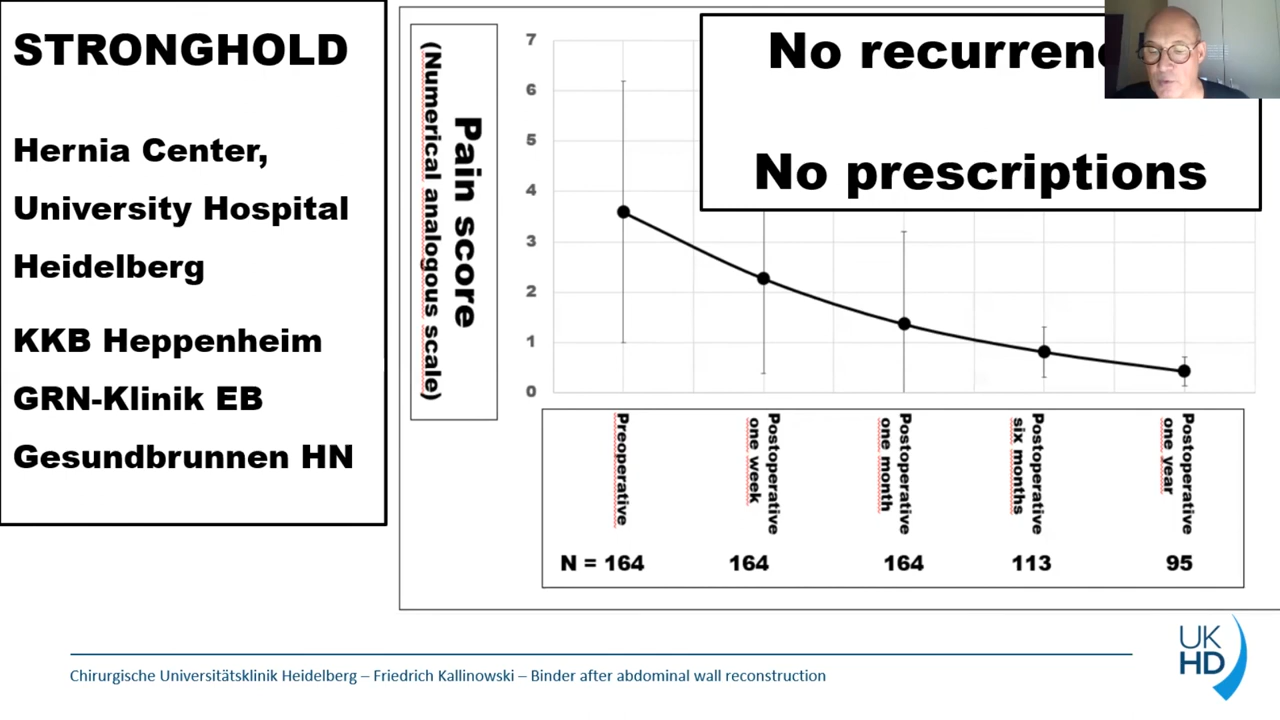 STRONGHOLD
Hernia Center,
University Hospital
Heidelberg
KKB Heppenheim
GRN-Klinik EB
Gesundbrunnen HN
Pain score
(Numerical analogous scale)
7
6
5
4
3
2
1
0
No
No prescriptions
Preoperative
Postoperative
one week
Postoperative
one month
Postoperative
six months
Postoperative
one year
N = 164
164
164
113
95
Chirurgische Universitätsklinik Heidelberg – Friedrich Kallinowski – Binder after abdominal wall reconstruction
UK
HD